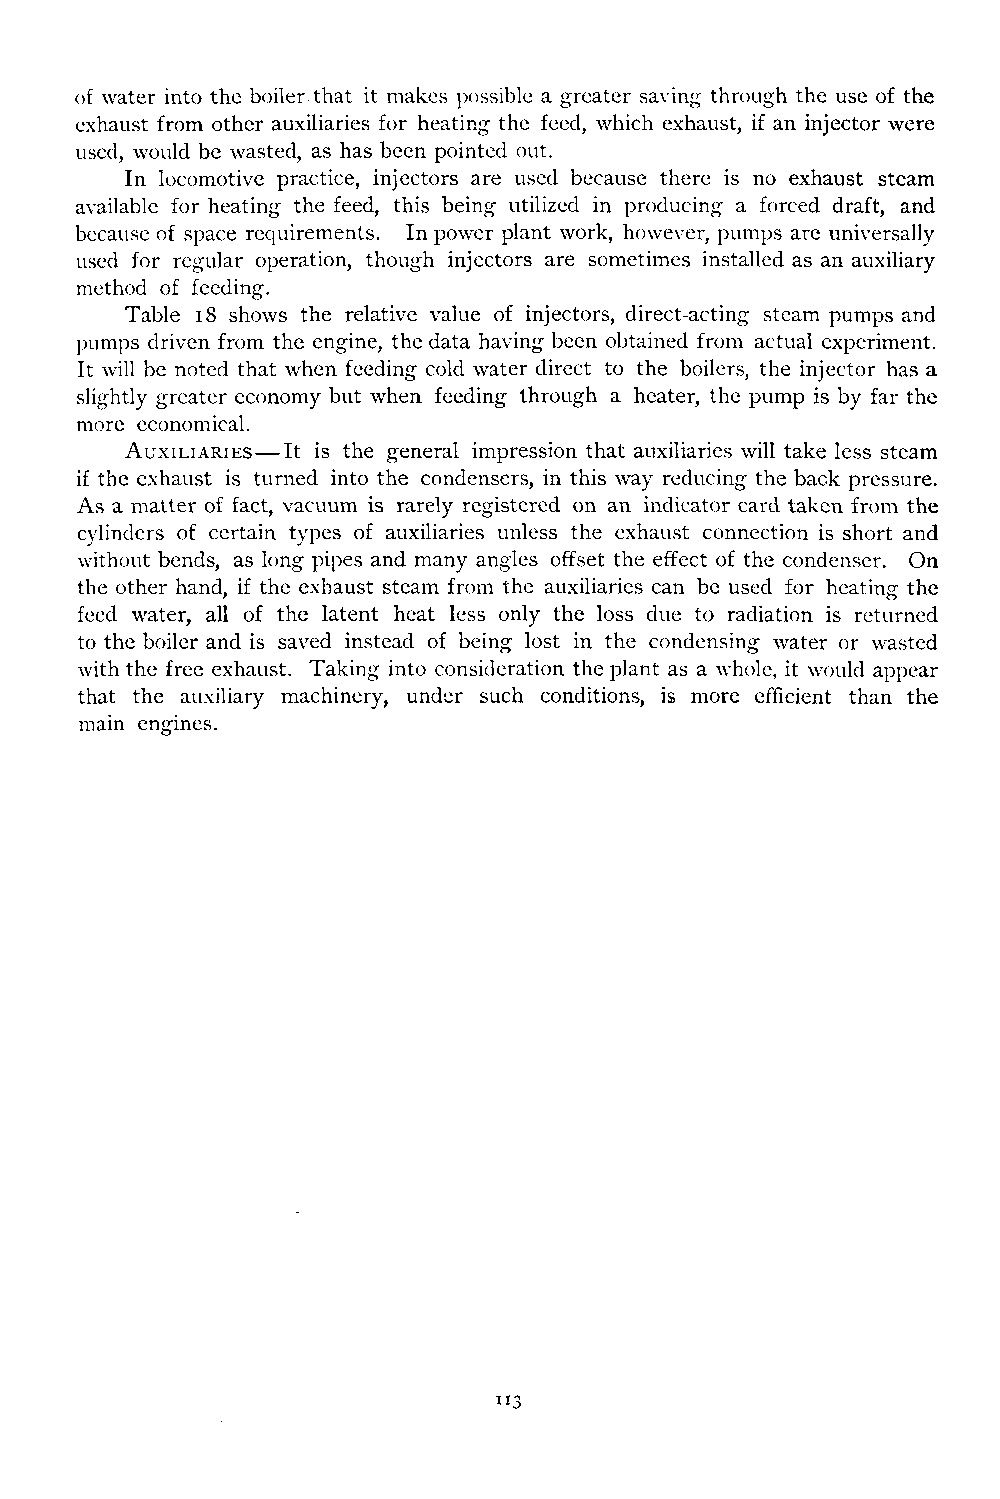 of water into the boiler that it makes possible a greater saving through the use of the
exhaust from other auxiliaries for heating the feed, which exhaust, if an injector were
used, would be wasted, as has been pointed out.
In locomotive practice, injectors are used because there is no exhaust steam
available for heating the feed, this being utilized in producing a forced draft, and
because of space requirements. In power plant work, however, pumps are universally
used for regular operation, though injectors are sometimes installed as an auxiliary
method of feeding.
Table 18 shows the relative value of injectors, direct-acting steam pumps and
pumps driven from the engine, the data having been obtained from actual experiment.
It will be noted that when feeding cold water direct to the boilers, the injector has a
slightly greater economy but when feeding through a heater, the pump is by far the
more economical.
AUXILIARIES—It is the general impression that auxiliaries will take less steam
if the exhaust is turned into the condensers, in this way reducing the back pressure.
As a matter of fact, vacuum is rarely registered on an indicator card taken from the
cylinders of certain types of auxiliaries unless the exhaust connection is short and
without bends, as long pipes and many angles offset the effect of the condenser. On
the other hand, if the exhaust steam from the auxiliaries can be used for heating the
feed water, all of the latent heat less only the loss due to radiation is returned
to the boiler and is saved instead of being lost in the condensing water or wasted
with the free exhaust. Taking into consideration the plant as a whole, it would appear
that the auxiliary machinery, under such conditions, is more efficient than the
main engines.
113